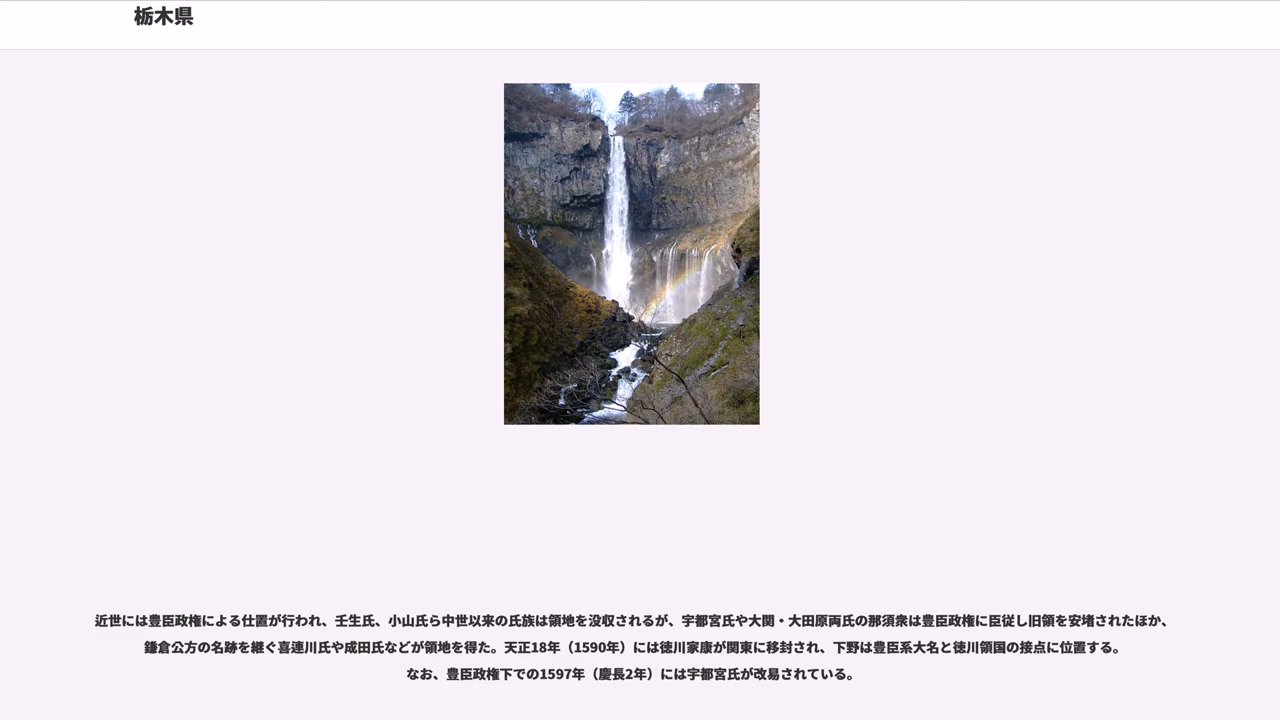 栃木県
近世には豊臣政権による仕置が行われ、壬生氏、小山氏ら中世以来の氏族は領地を没収されるが、宇都宮氏や大関・大田原両氏の那須衆は豊臣政権に臣従し旧領を安堵されたほか、
鎌倉公方の名跡を継ぐ喜連川氏や成田氏などが領地を得た。天正18年（1590年）には徳川家康が関東に移封され、下野は豊臣系大名と徳川領国の接点に位置する。
なお、豊臣政権下での1597年（慶長2年）には宇都宮氏が改易されている。